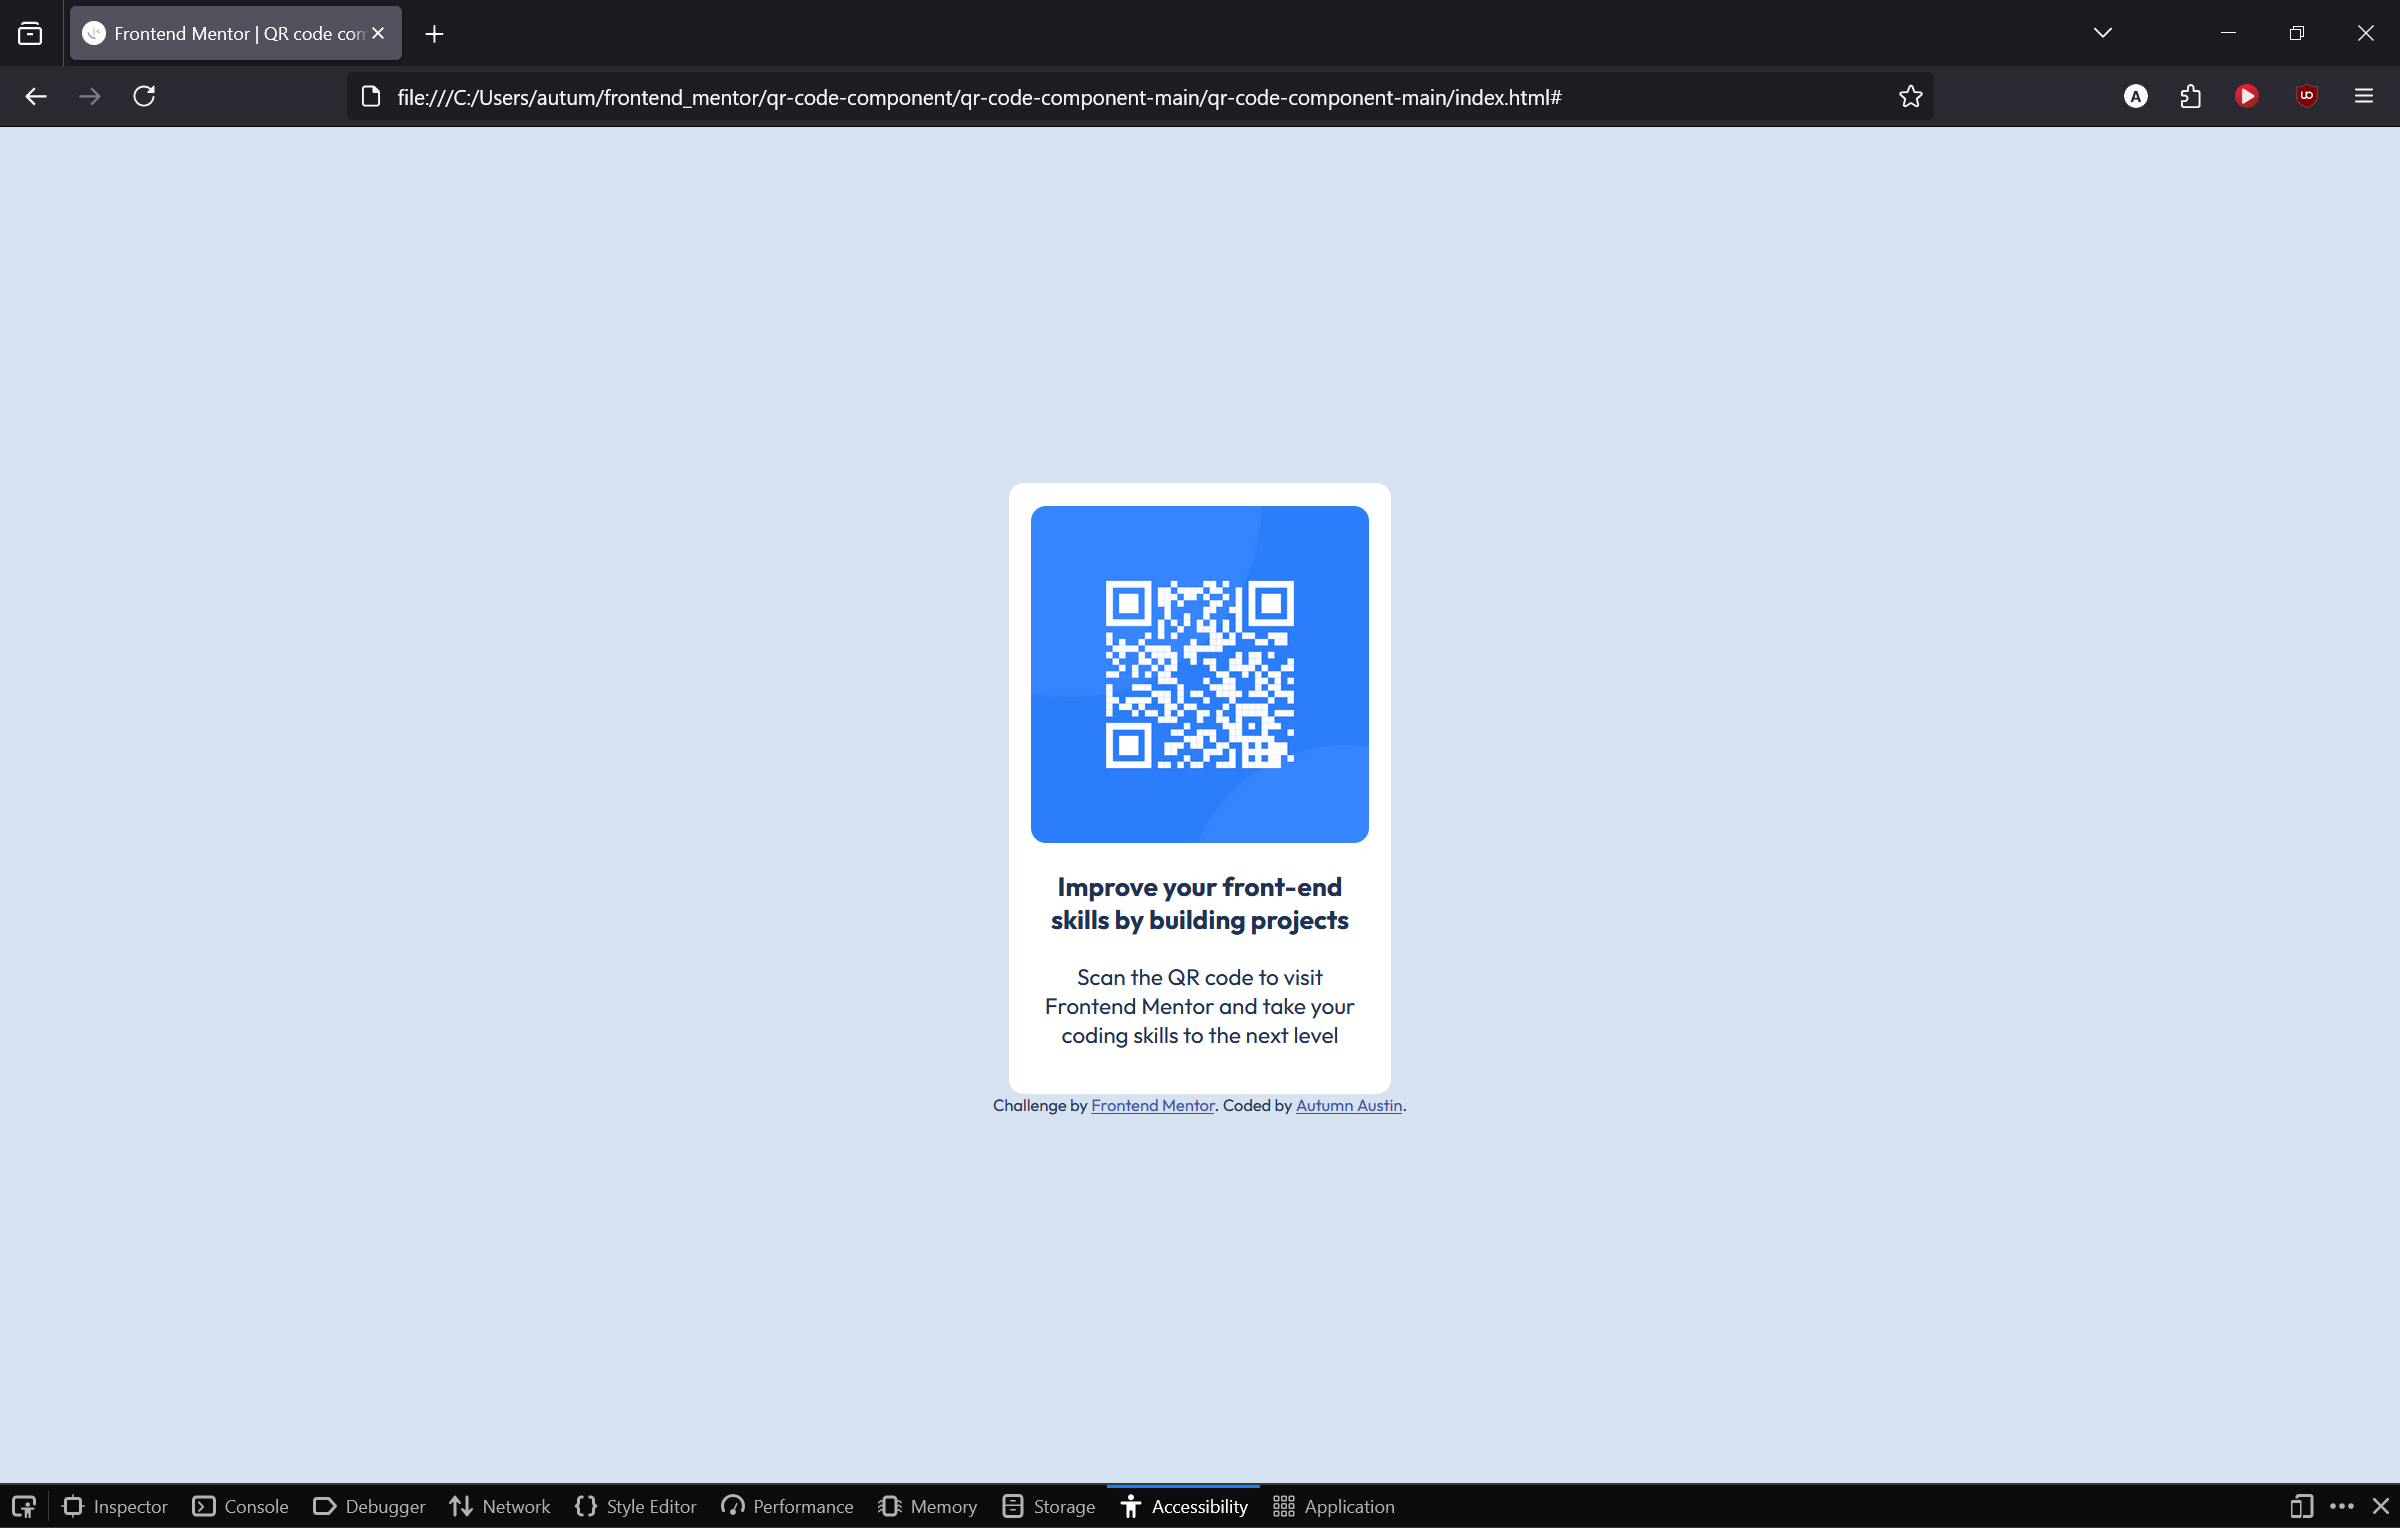 Frontend Mentor | QR code com
file:///C:/Users/autum/frontend_mentor/qr-code-component/qr-code-component-main/qr-code-component-main/index.html#
A
UO
Improve your front-end
skills by building projects
Scan the QR code to visit
Frontend Mentor and take your
coding skills to the next level
Challenge by Frontend Mentor. Coded by Autumn Austin.
Inspector Console Debugger Network Style Editor Performance Memory Storage Accessibility Application